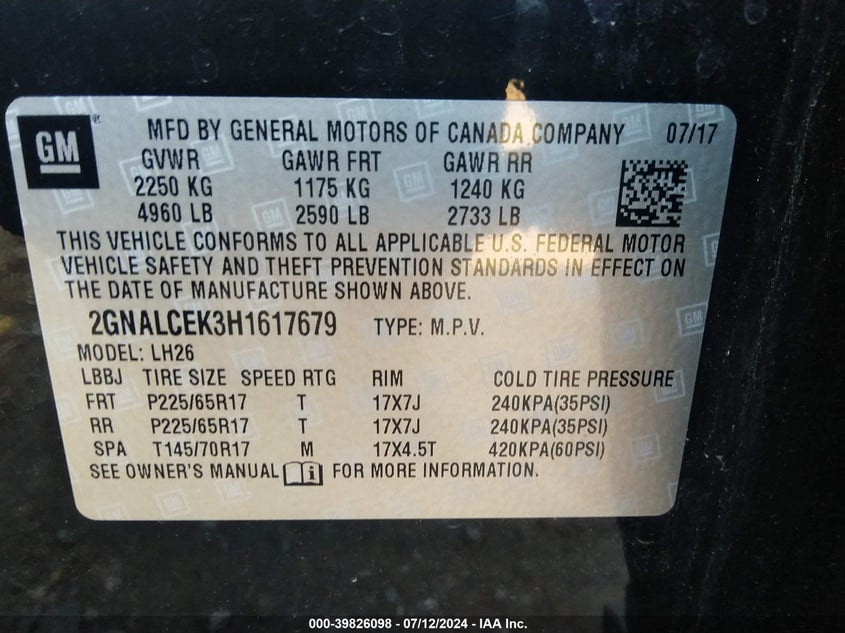 GM®
MFD BY GENERAL MOTORS OF CANADA COMPANY 07/17
GVWR GAWR FRT GAWR RR
2250 KG 1175 KG 1240 KG
4960 LB 2590 LB 2733 LB
THIS VEHICLE CONFORMS TO ALL APPLICABLE U.S. FEDERAL MOTOR
VEHICLE SAFETY AND THEFT PREVENTION STANDARDS IN EFFECT ON
THE DATE OF MANUFACTURE SHOWN ABOVE.
2GNALCEK3H1617679 TYPE: M.P.V.
MODEL: LH26
LBBJ TIRE SIZE SPEED RTG RIM COLD TIRE PRESSURE
FRT P225/65R17 T 17X7J 240KPA(35PSI)
RR P225/65R17 T 17X7J 240KPA(35PSI)
SPA T145/70R17 M 17X4.5T 420KPA(60PSI)
SEE OWNER'S MANUAL i FOR MORE INFORMATION.
000-39826098 - 07/12/2024 - IAA Inc.